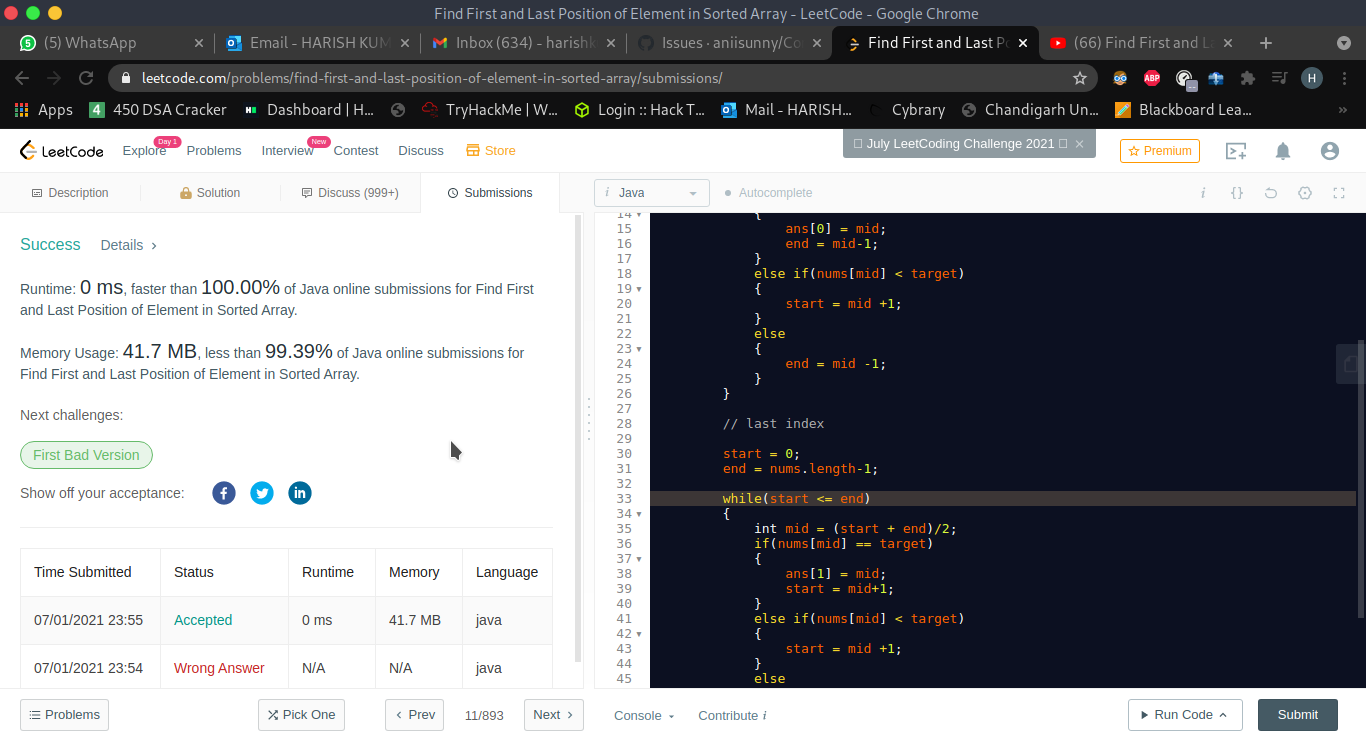 Find First and Last Position of Element in Sorted Array - LeetCode - Google Chrome
5 (5) WhatsApp
Email - HARISH KUM
Inbox (634) - harishk
Issues · aniisunny/Co
Find First and Last Po
(66) Find First and La
leetcode.com/problems/find-first-and-last-position-of-element-in-sorted-array/submissions/
ABP
H
Apps
4 450 DSA Cracker
Dashboard | H...
TryHackMe | W...
Login :: Hack T...
Mail - HARISH...
Cybrary
Chandigarh Un...
Blackboard Lea...
»
LeetCode
Explore
Day 1
Problems
Interview
New
Contest
Discuss
Store
July LeetCoding Challenge 2021
Premium
Description
Solution
Discuss (999+)
Submissions
i Java
Autocomplete
i {}
Success
Details
Runtime: 0 ms, faster than 100.00% of Java online submissions for Find First
and Last Position of Element in Sorted Array.
Memory Usage: 41.7 MB, less than 99.39% of Java online submissions for
Find First and Last Position of Element in Sorted Array.
Next challenges:
First Bad Version
Show off your acceptance:
f
in
Time Submitted Status Runtime Memory Language
07/01/2021 23:55 Accepted 0 ms 41.7 MB java
07/01/2021 23:54 Wrong Answer N/A N/A java
14 {
15 ans[0] = mid;
16 end = mid-1;
17 }
18 else if(nums[mid] < target)
19 {
20 start = mid +1;
21 }
22 else
23 {
24 end = mid -1;
25 }
26 }
27
28 // last index
29
30 start = 0;
31 end = nums.length-1;
32
33 while(start <= end)
34 {
35 int mid = (start + end)/2;
36 if(nums[mid] == target)
37 {
38 ans[1] = mid;
39 start = mid+1;
40 }
41 else if(nums[mid] < target)
42 {
43 start = mid +1;
44 }
45 else
Problems
Pick One
Prev
11/893
Next
Console
Contribute i
Run Code
Submit